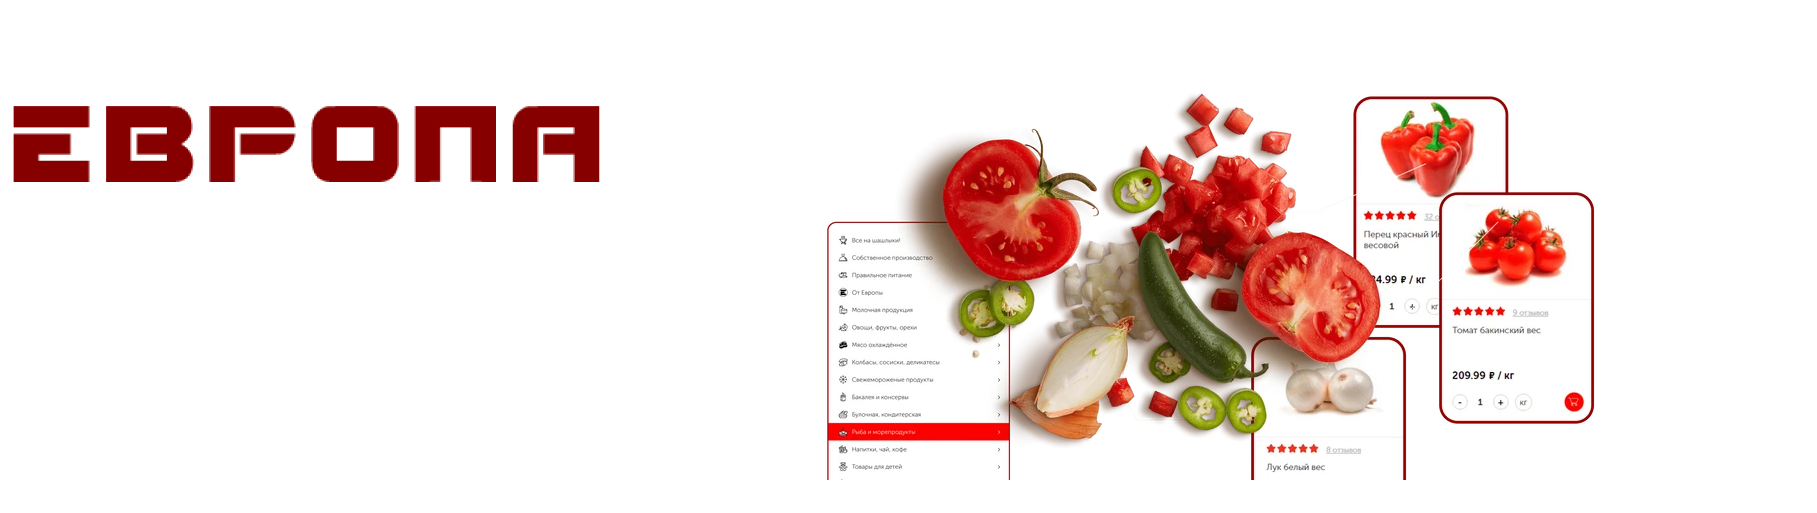 ЕВРОПА
Все на шашлыки!
Собственное производство
Правильное питание
От Европы
Молочная продукция
Овощи, фрукты, орехи
Мясо охлаждённое
Колбасы, сосиски, деликатесы
Свежемороженые продукты
Бакалея и консервы
Булочная, кондитерская
Рыба и морепродукты
Напитки, чай, кофе
Товары для детей
32
Перец красный
весовой
4.99 ₽ / кг
1 + кг
9 отзывов
Томат бакинский вес
209.99 ₽ / кг
- 1 + кг
8 отзывов
Лук белый вес